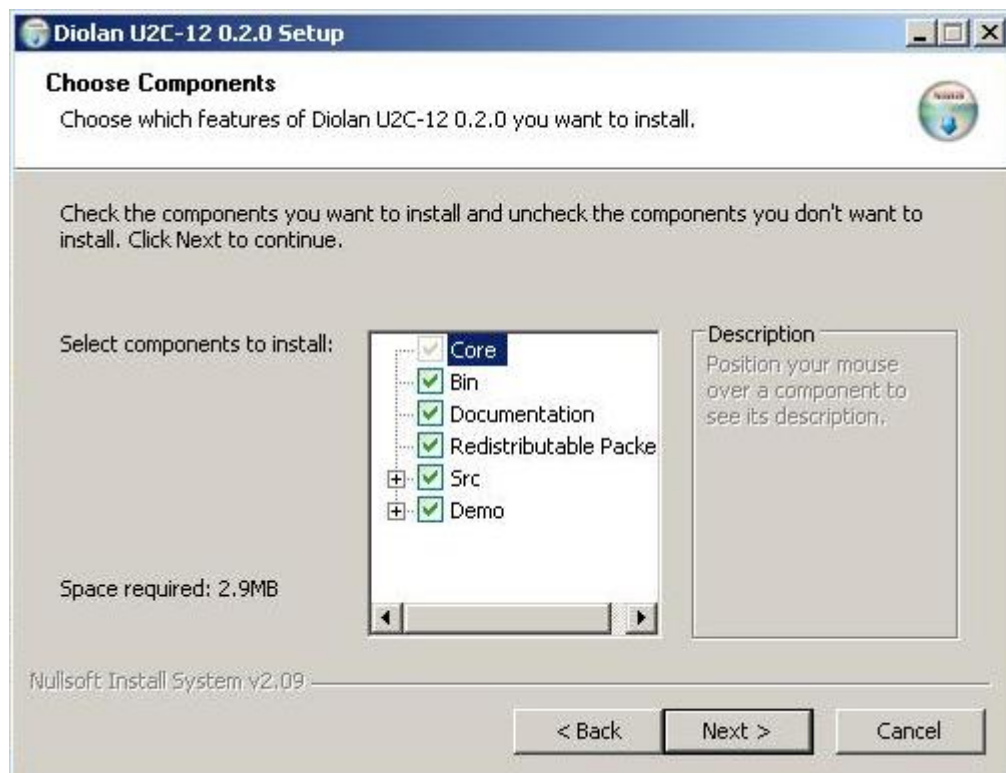 Diolan U2C-12 0.2.0 Setup
Choose Components
Choose which features of Diolan U2C-12 0.2.0 you want to install.
Check the components you want to install and uncheck the components you don't want to
install. Click Next to continue.
Select components to install:
Core
Bin
Documentation
Redistributable Packe
Src
Demo
Description
Position your mouse
over a component to
see its description.
Space required: 2.9MB
Nullsoft Install System v2.09
< Back
Next >
Cancel